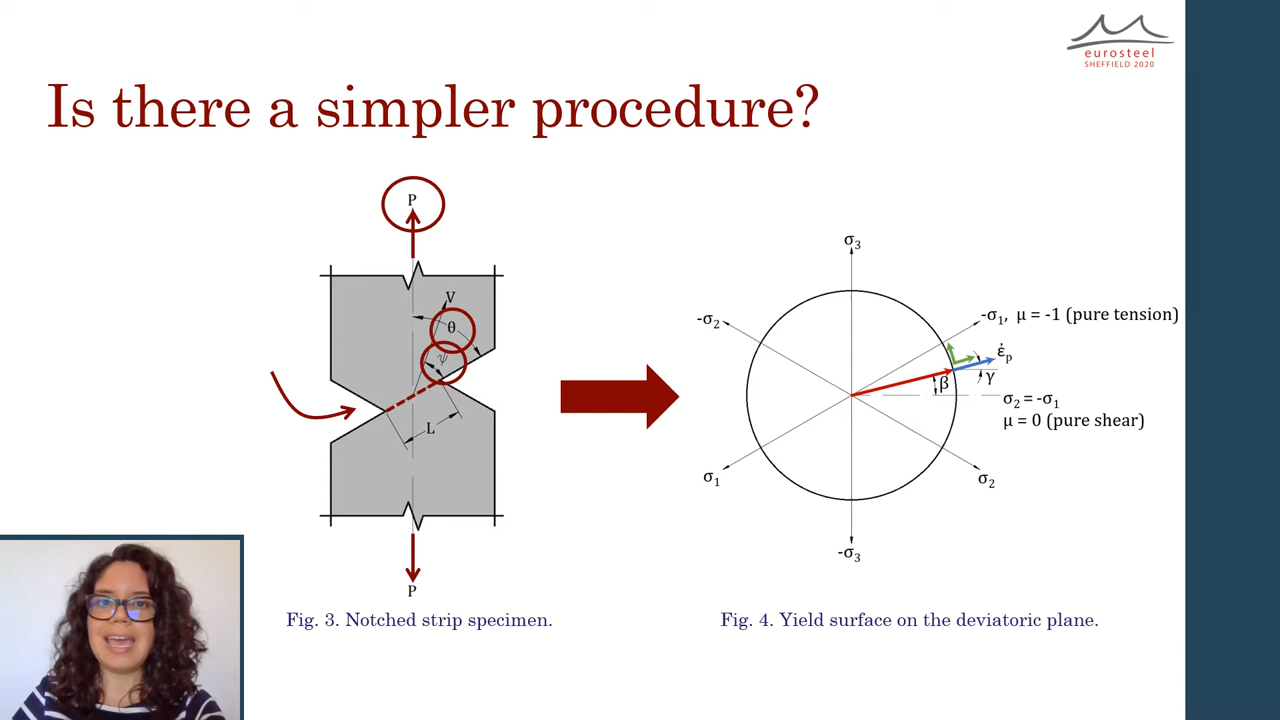 eurosteel
SHEFFIELD 2020
Is there a simpler procedure?
P
V
θ
ψ
L
P
Fig. 3. Notched strip specimen.
σ3
-σ2
-σ1, μ = -1 (pure tension)
ε̇p
β
γ
σ2 = -σ1
μ = 0 (pure shear)
σ1
σ2
-σ3
Fig. 4. Yield surface on the deviatoric plane.